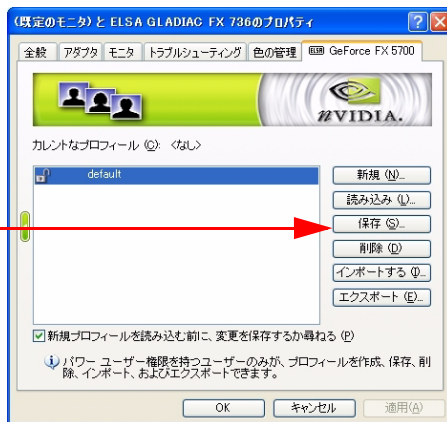 (既定のモニタ) と ELSA GLADIAC FX 736のプロパティ
全般 アダプタ モニタ トラブルシューティング 色の管理 GeForce FX 5700
nVIDIA.
カレントなプロフィール (C): <なし>
default
新規 (N)...
読み込み (L)...
保存 (S)...
削除 (D)
インポートする (I)...
エクスポート (E)...
新規プロフィールを読み込む前に、変更を保存するか尋ねる (P)
パワー ユーザー権限を持つユーザーのみが、プロフィールを作成、保存、削
除、インポート、およびエクスポートできます。
OK キャンセル 適用(A)